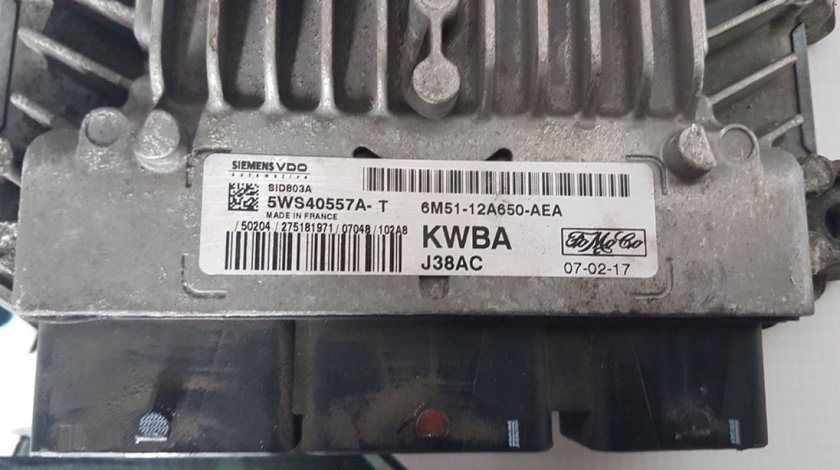 SIEMENS VDO
Automotive
SID803A
5WS40557A- T
MADE IN FRANCE
/ 50204 / 275181971 / 07048 / 102A8
6M51-12A650-AEA
KWBA
J38AC
FoMoCo
07-02-17